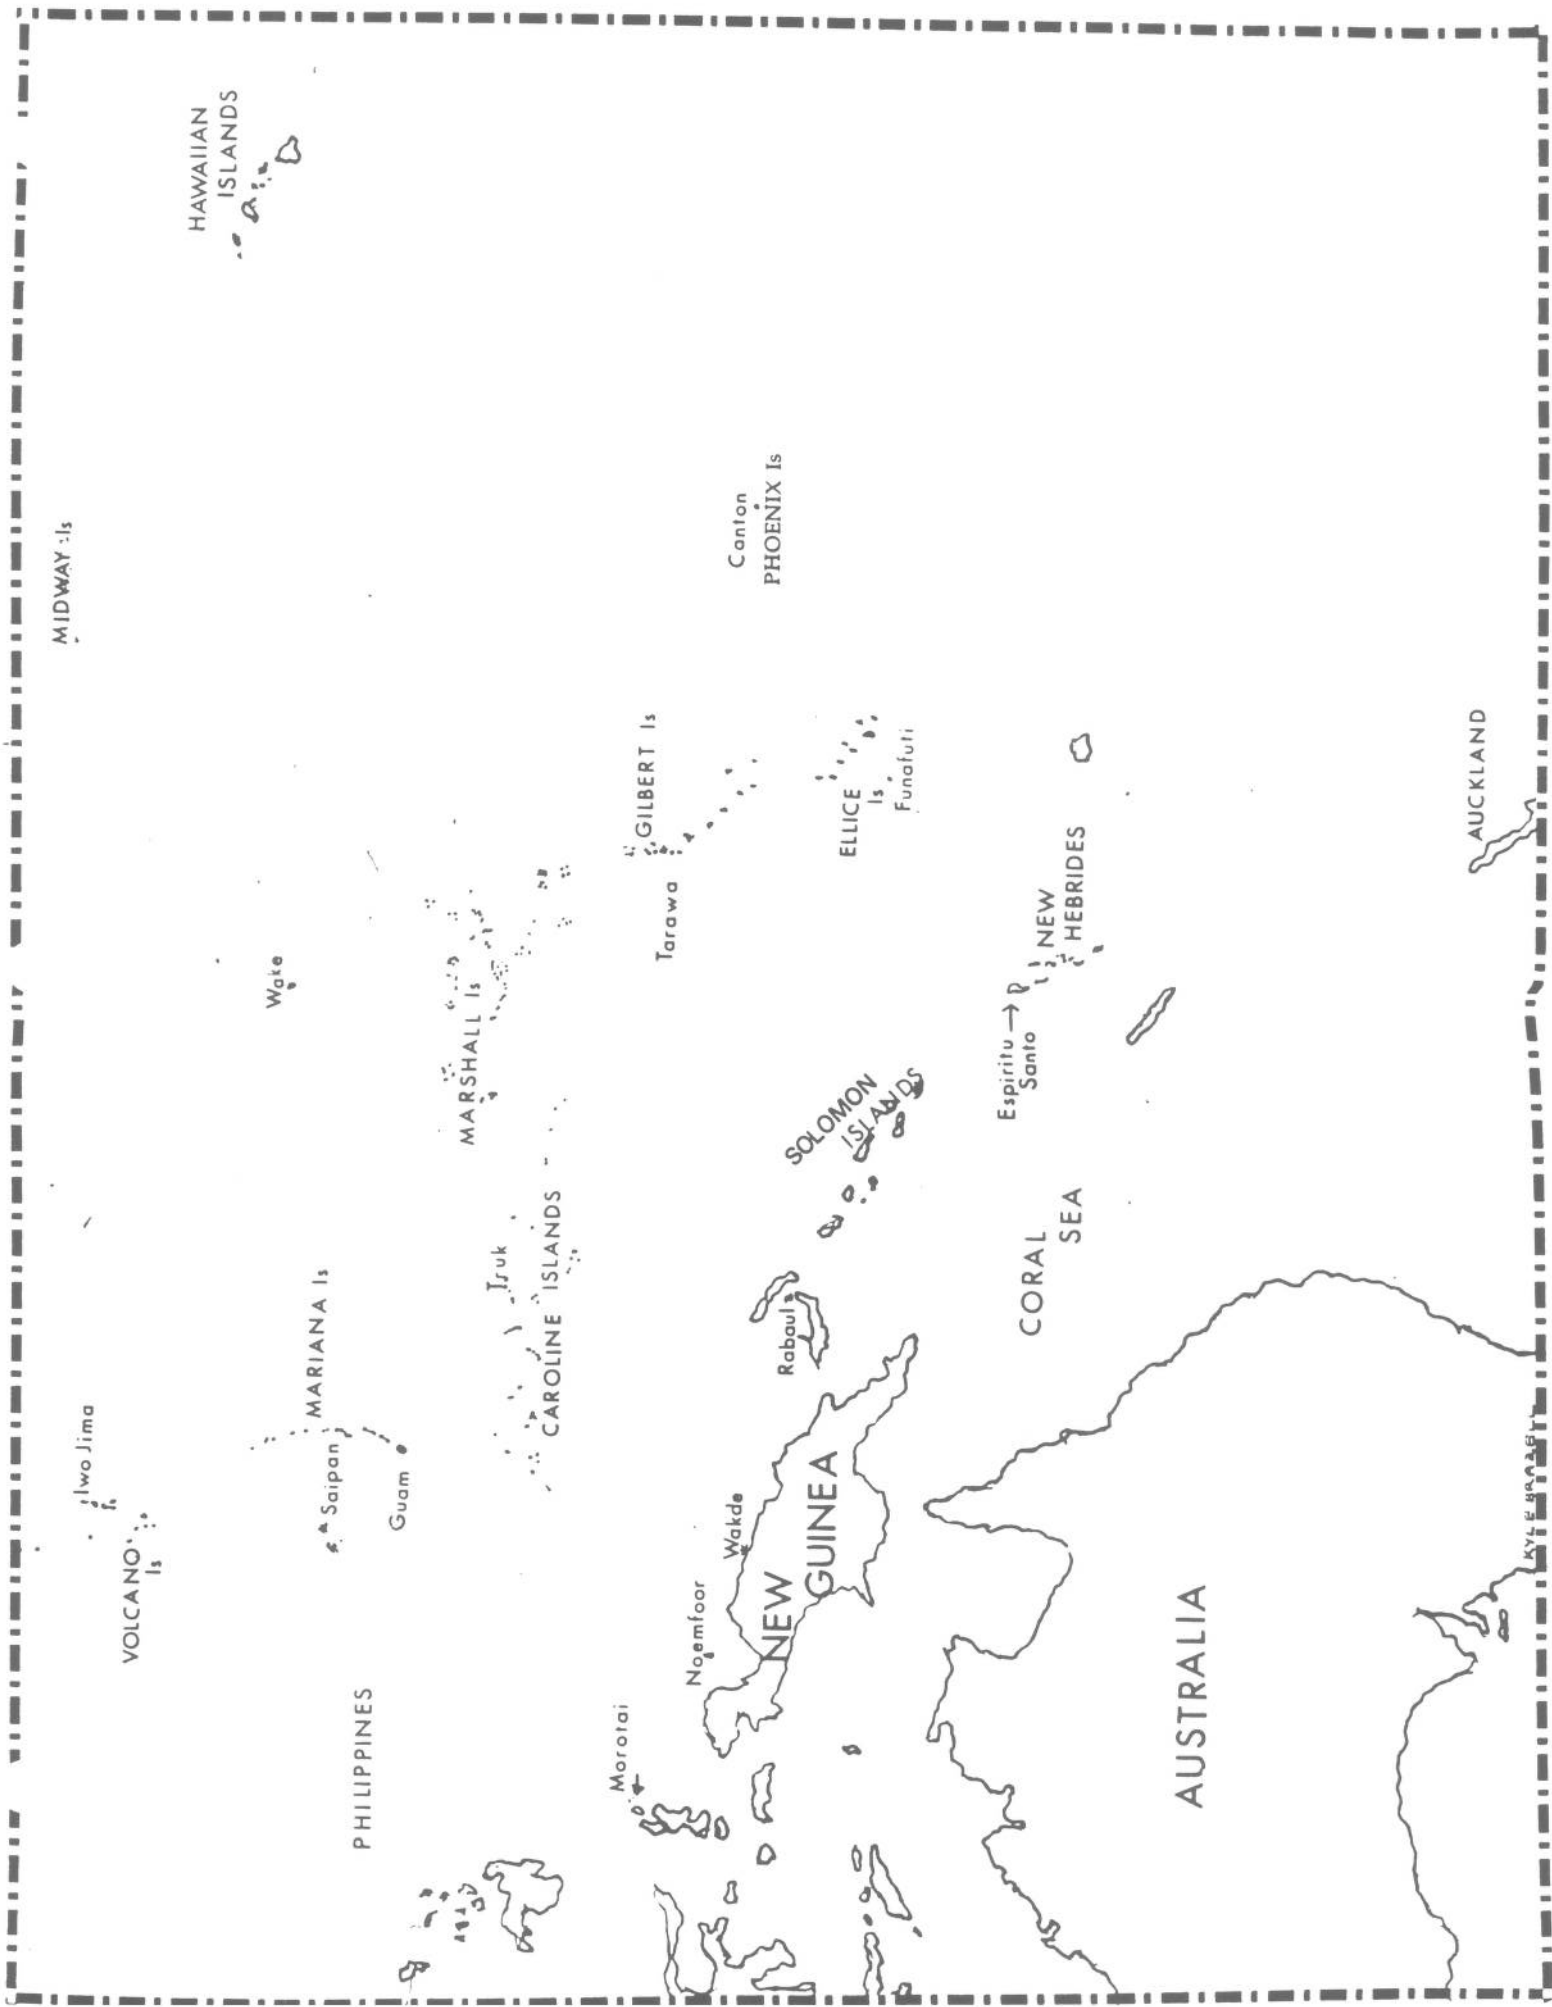 MIDWAY Is
Iwo Jima
VOLCANO
Is
HAWAIIAN
ISLANDS
Wake
MARIANA Is
Saipan
PHILIPPINES
Guam
MARSHALL Is
Truk
CAROLINE ISLANDS
Morotai
GILBERT Is
Tarawa
Noemfoor
Wakde
Canton
PHOENIX Is
NEW
GUINEA
Rabaul
SOLOMON
ISLANDS
ELLICE
Is
Funafuti
Espiritu →
Santo
NEW
HEBRIDES
CORAL
SEA
AUSTRALIA
AUCKLAND
KYLE